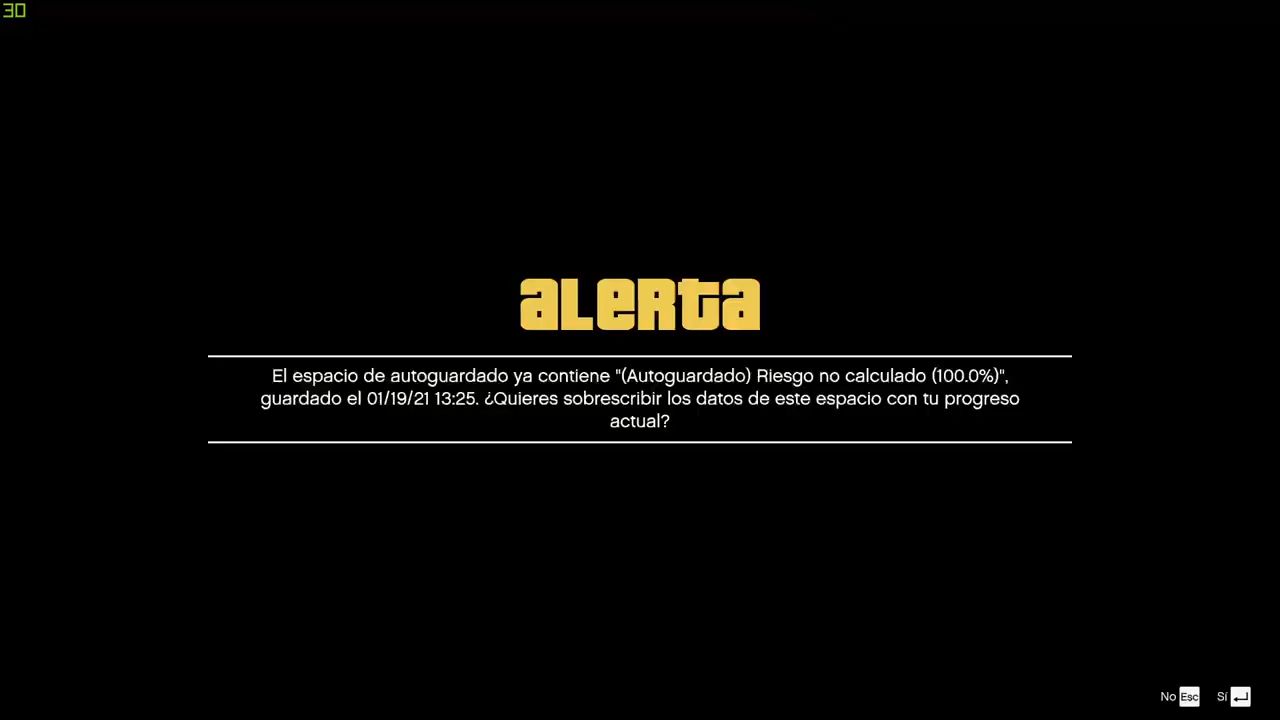 30
aLeRta
El espacio de autoguardado ya contiene "(Autoguardado) Riesgo no calculado (100.0%)",
guardado el 01/19/21 13:25. ¿Quieres sobrescribir los datos de este espacio con tu progreso
actual?
No Esc Sí